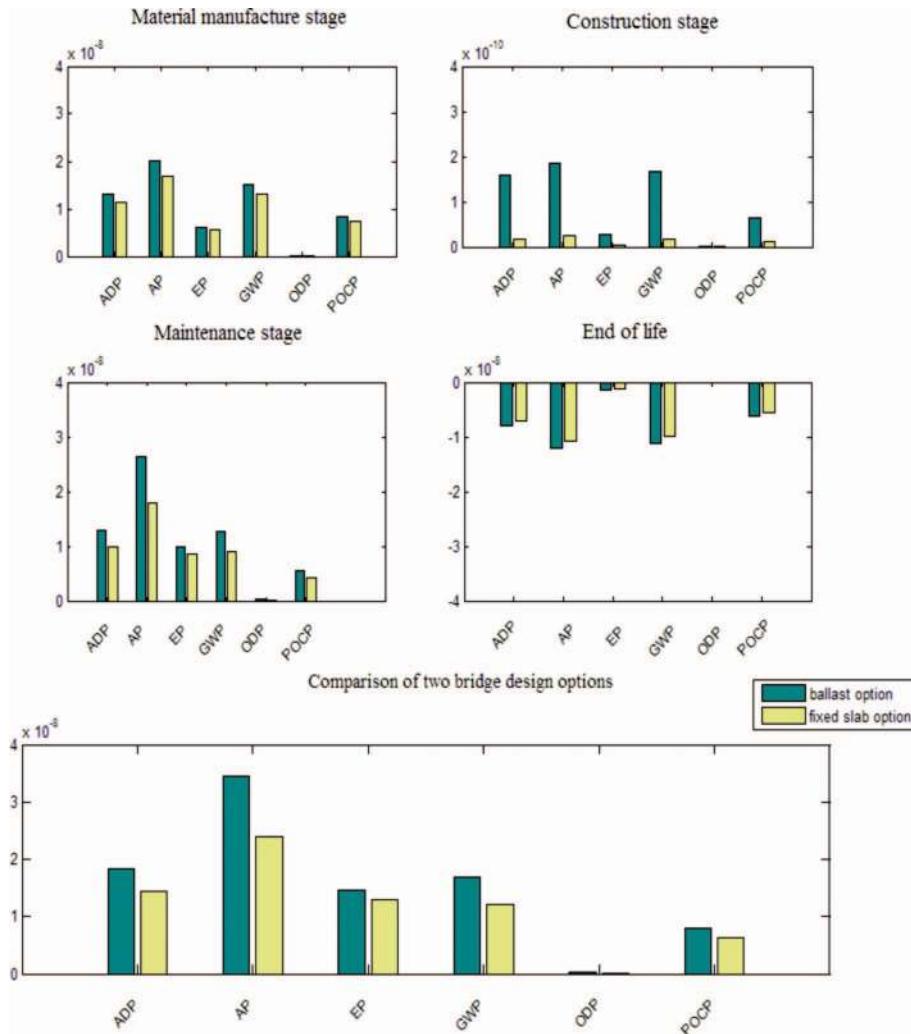 Material manufacture stage
× 10⁻⁸
4
3
2
1
0
ADP
AP
EP
GWP
ODP
POCP
Construction stage
× 10⁻¹⁰
4
3
2
1
0
ADP
AP
EP
GWP
ODP
POCP
Maintenance stage
× 10⁻⁸
4
3
2
1
0
ADP
AP
EP
GWP
ODP
POCP
End of life
× 10⁻⁸
0
-1
-2
-3
-4
ADP
AP
EP
GWP
ODP
POCP
Comparison of two bridge design options
ballast option
fixed slab option
× 10⁻⁸
4
3
2
1
0
ADP
AP
EP
GWP
ODP
POCP